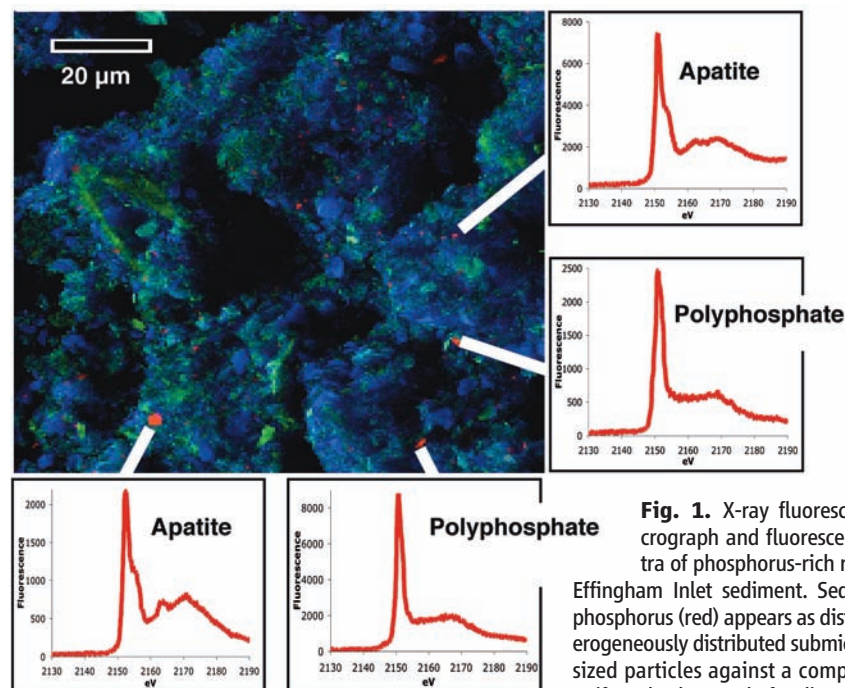 20 µm
Apatite
Fluorescence
8000
6000
4000
2000
0
2130 2140 2150 2160 2170 2180 2190
eV
Polyphosphate
Fluorescence
2500
2000
1500
1000
500
0
2130 2140 2150 2160 2170 2180 2190
eV
Apatite
Fluorescence
2000
1500
1000
500
0
2130 2140 2150 2160 2170 2180 2190
eV
Polyphosphate
Fluorescence
8000
6000
4000
2000
0
2130 2140 2150 2160 2170 2180 2190
eV
Fig. 1. X-ray fluoresc
crograph and fluoresce
tra of phosphorus-rich r
Effingham Inlet sediment. Sed
phosphorus (red) appears as dist
erogeneously distributed submic
sized particles against a comp